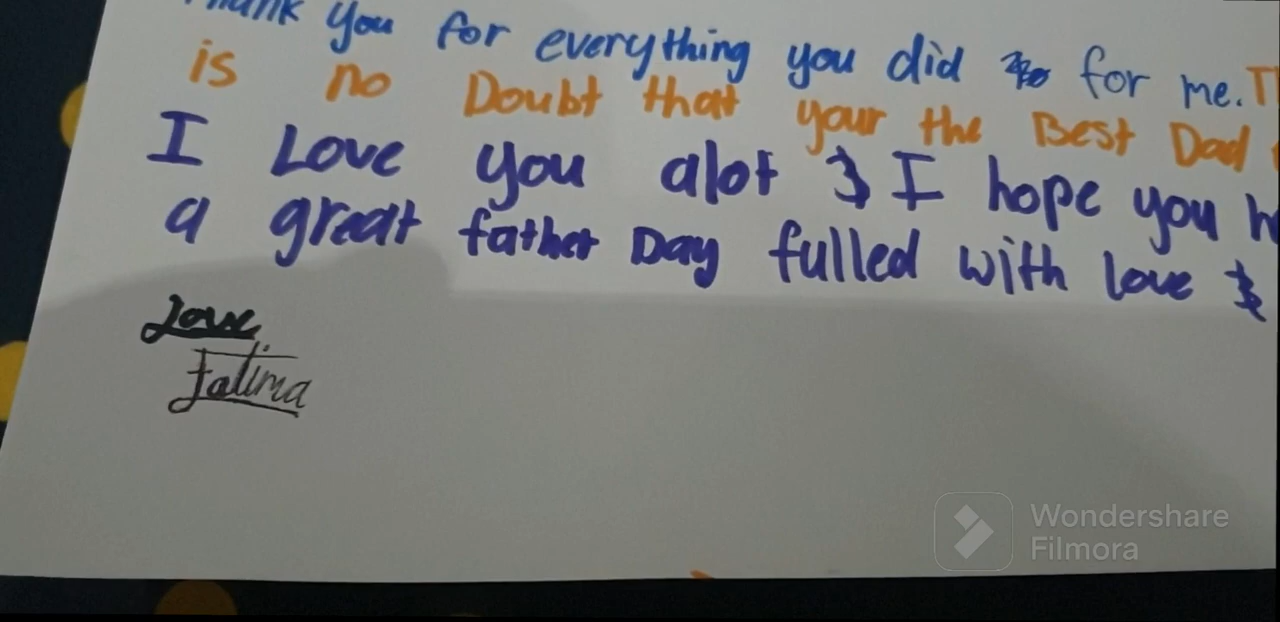 Thank you for everything you did for me. T
is no Doubt that your the Best Dad
I Love you alot & I hope you h
a great father Day fulled with love &
Love,
Fatima
Wondershare
Filmora